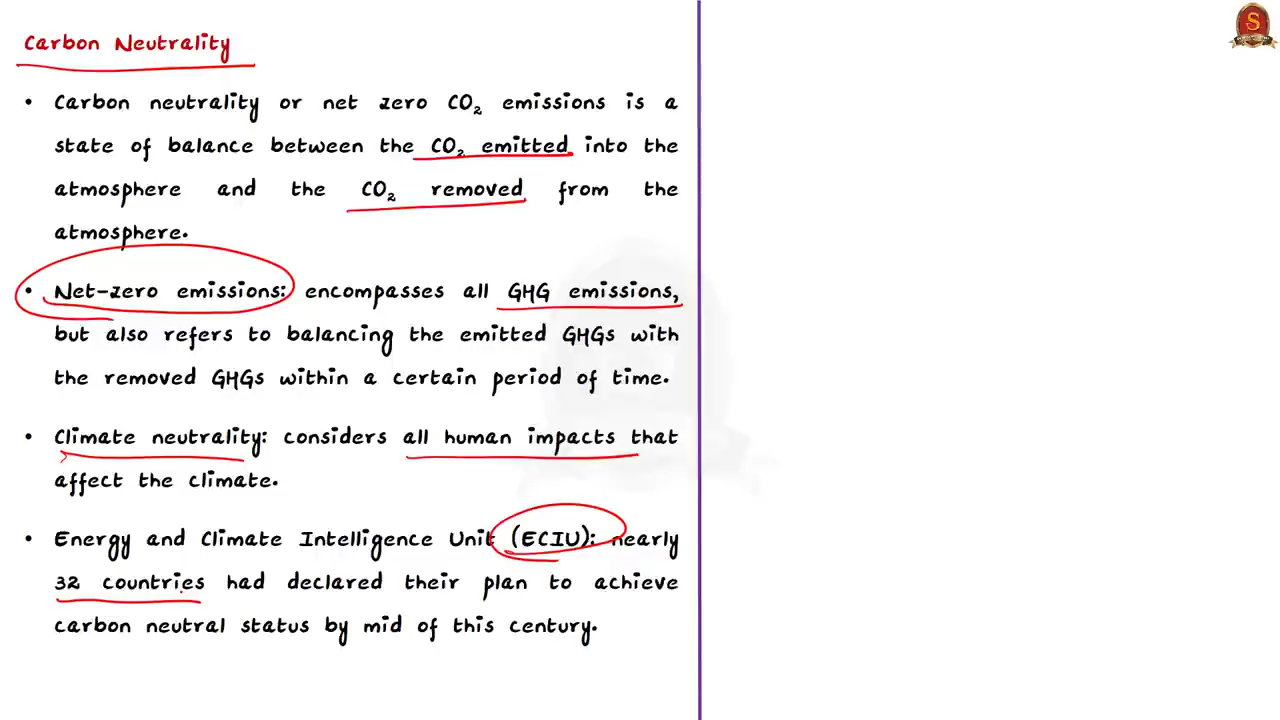 Carbon Neutrality
• Carbon neutrality or net zero CO₂ emissions is a
state of balance between the CO₂ emitted into the
atmosphere and the CO₂ removed from the
atmosphere.
• Net-zero emissions: encompasses all GHG emissions,
but also refers to balancing the emitted GHGs with
the removed GHGs within a certain period of time.
• Climate neutrality: considers all human impacts that
affect the climate.
• Energy and Climate Intelligence Unit (ECIU): nearly
32 countries had declared their plan to achieve
carbon neutral status by mid of this century.
S